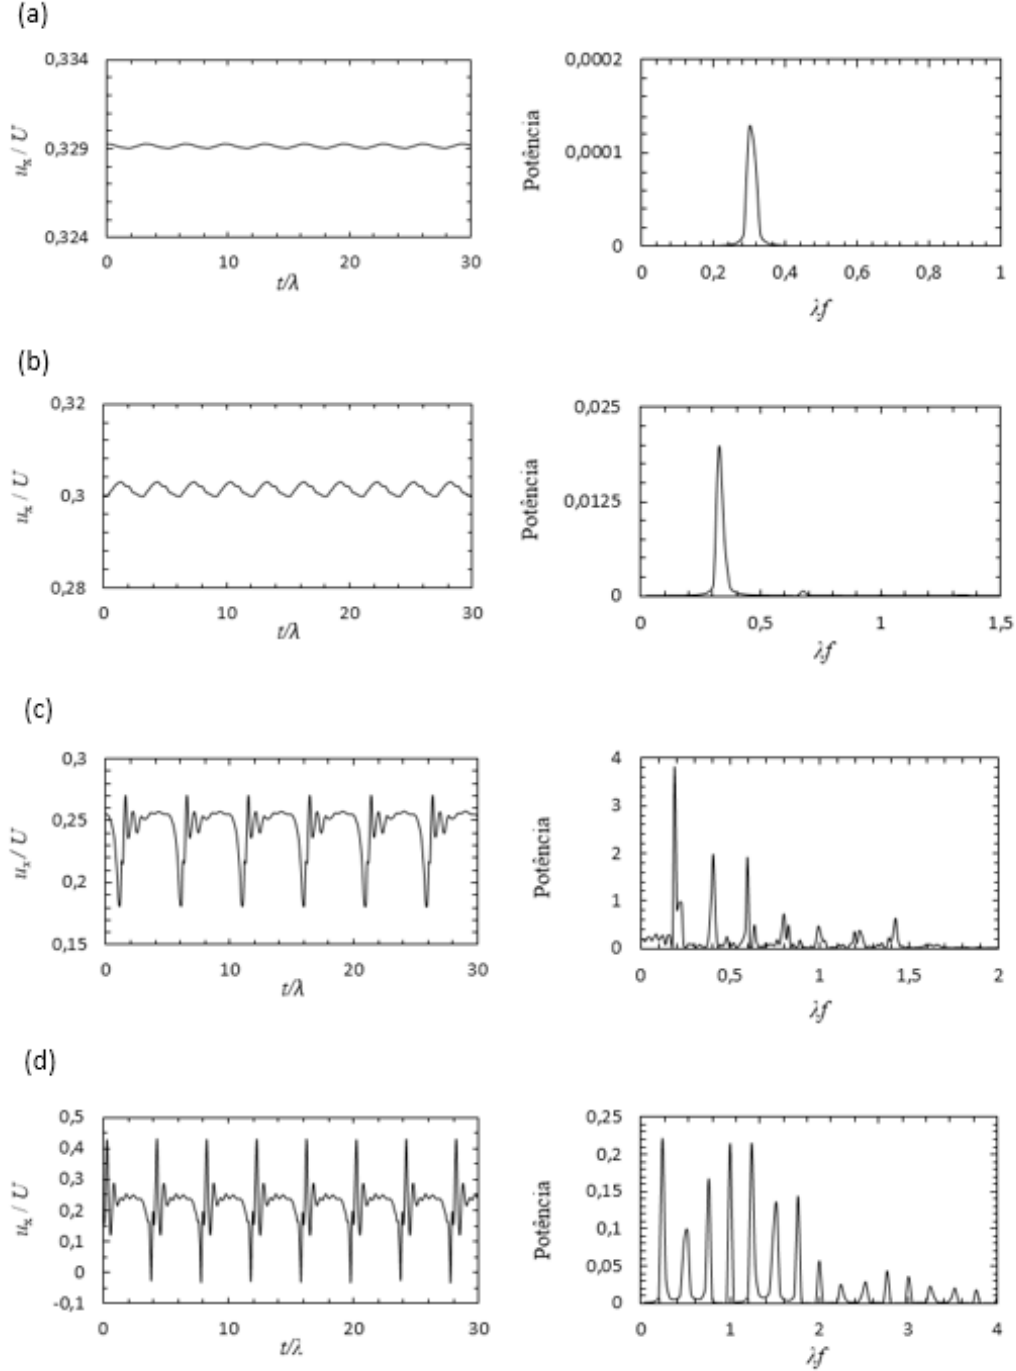 (a)
0,334
0,329
0,324
uₓ / U
0 10 20 30
t/λ
0,0002
0,0001
0
Potência
0 0,2 0,4 0,6 0,8 1
λf
(b)
0,32
0,3
0,28
uₓ / U
0 10 20 30
t/λ
0,025
0,0125
0
Potência
0 0,5 1 1,5
λf
(c)
0,3
0,25
0,2
0,15
uₓ / U
0 10 20 30
t/λ
4
3
2
1
0
Potência
0 0,5 1 1,5 2
λf
(d)
0,5
0,4
0,3
0,2
0,1
0
-0,1
uₓ / U
0 10 20 30
t/λ
0,25
0,2
0,15
0,1
0,05
0
Potência
0 1 2 3 4
λf